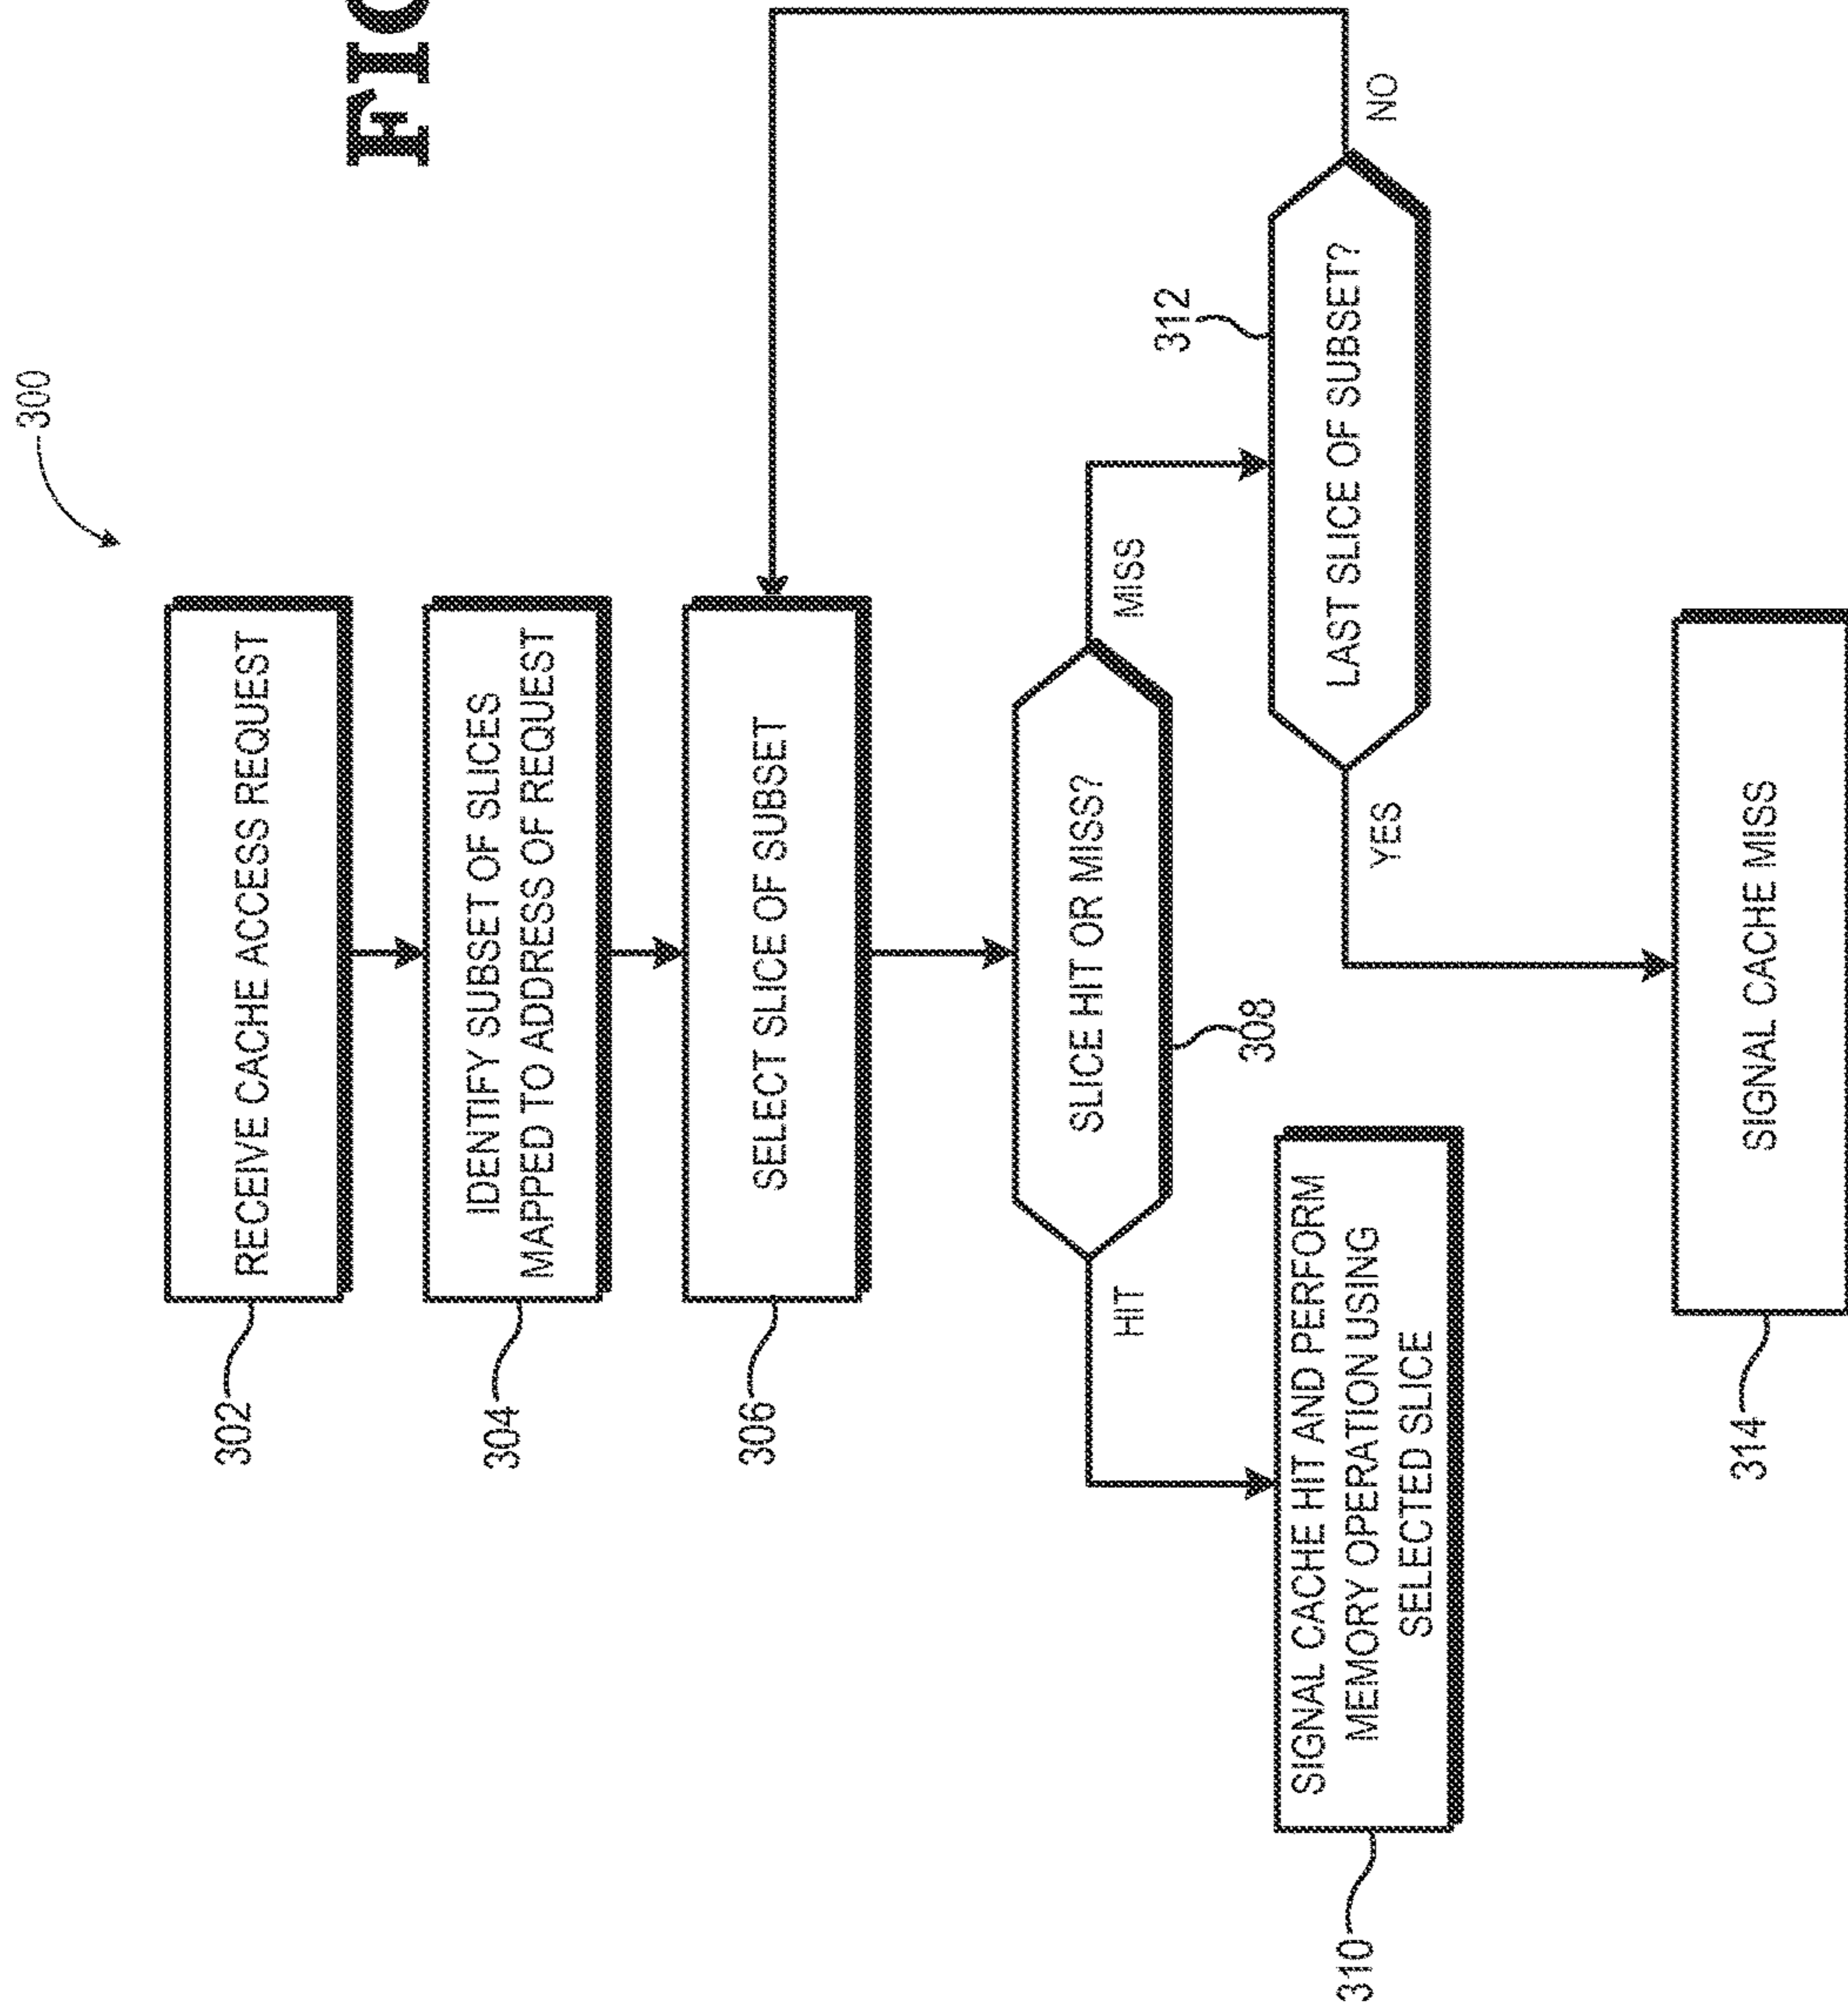 300
302
RECEIVE CACHE ACCESS REQUEST
304
IDENTIFY SUBSET OF SLICES
MAPPED TO ADDRESS OF REQUEST
306
SELECT SLICE OF SUBSET
SLICE HIT OR MISS?
308
HIT
MISS
310
SIGNAL CACHE HIT AND PERFORM
MEMORY OPERATION USING
SELECTED SLICE
312
LAST SLICE OF SUBSET?
YES
NO
314
SIGNAL CACHE MISS